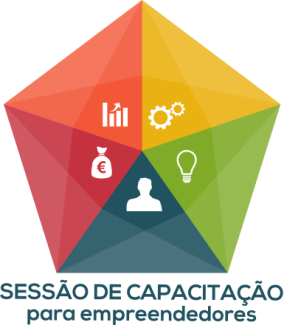 €
SESSÃO DE CAPACITAÇÃO
para empreendedores